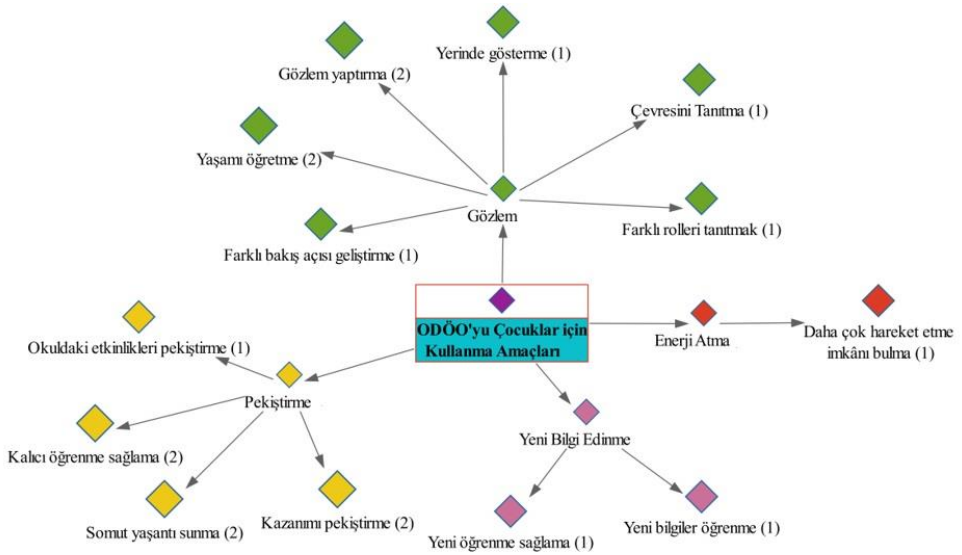 Yerinde gösterme (1)
Gözlem yaptırma (2)
Çevresini Tanıtma (1)
Yaşamı öğretme (2)
Gözlem
Farklı rolleri tanıtmak (1)
Farklı bakış açısı geliştirme (1)
ODÖO'yu Çocuklar için
Kullanma Amaçları
Enerji Atma
Daha çok hareket etme
imkânı bulma (1)
Okuldaki etkinlikleri pekiştirme (1)
Pekiştirme
Yeni Bilgi Edinme
Kalıcı öğrenme sağlama (2)
Somut yaşantı sunma (2)
Kazanımı pekiştirme (2)
Yeni öğrenme sağlama (1)
Yeni bilgiler öğrenme (1)